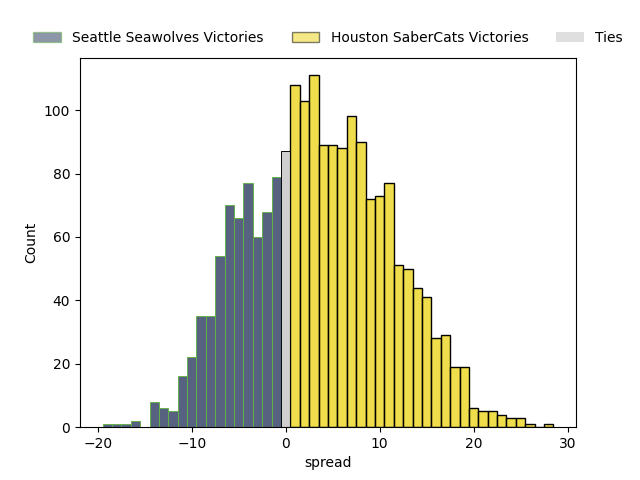 Seattle Seawolves Victories Houston SaberCats Victories Ties
100
80
60
40
20
0
Count
−20 −10 0 10 20 30
spread